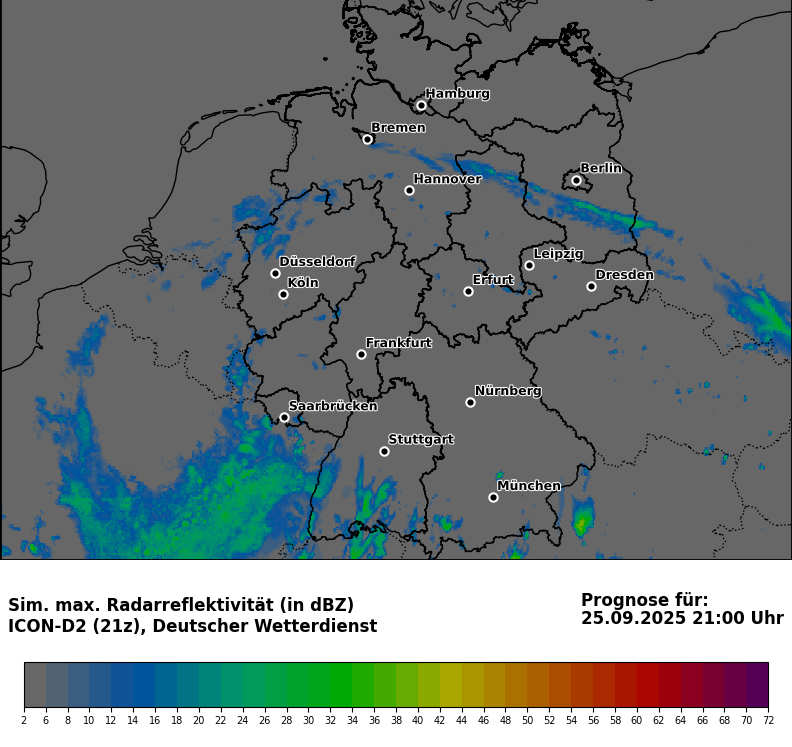 Hamburg
Bremen
Berlin
Hannover
Leipzig
Düsseldorf
Dresden
Köln
Erfurt
Frankfurt
Nürnberg
Saarbrücken
Stuttgart
München
Sim. max. Radarreflektivität (in dBZ)
ICON-D2 (21z), Deutscher Wetterdienst
Prognose für:
25.09.2025 21:00 Uhr
2 6 8 10 12 14 16 18 20 22 24 26 28 30 32 34 36 38 40 42 44 46 48 50 52 54 56 58 60 62 64 66 68 70 72